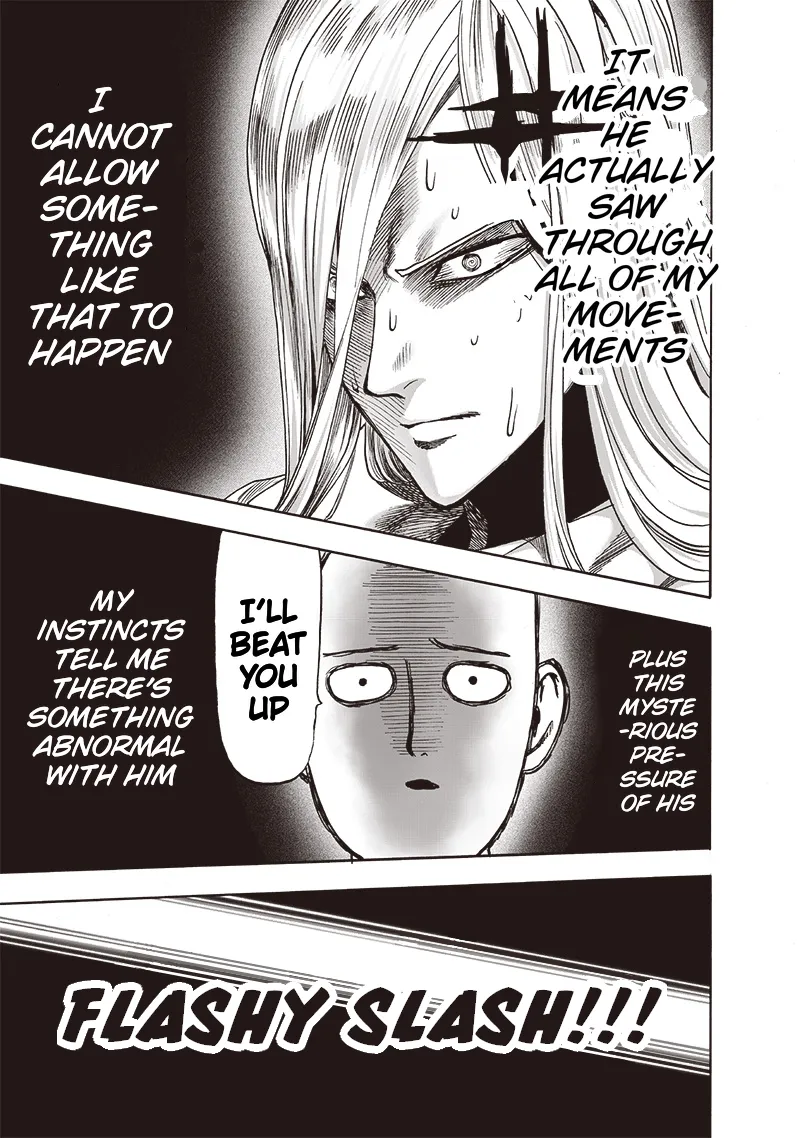 IT
MEANS
HE
ACTUALLY
SAW
THROUGH
ALL OF MY
MOVE-
MENTS
I
CANNOT
ALLOW
SOME-
THING
LIKE
THAT TO
HAPPEN
PLUS
THIS
MYSTE
-RIOUS
PRE-
SSURE
OF HIS
I'LL
BEAT
YOU
UP
MY
INSTINCTS
TELL ME
THERE'S
SOMETHING
ABNORMAL
WITH HIM
FLASHY SLASH!!!